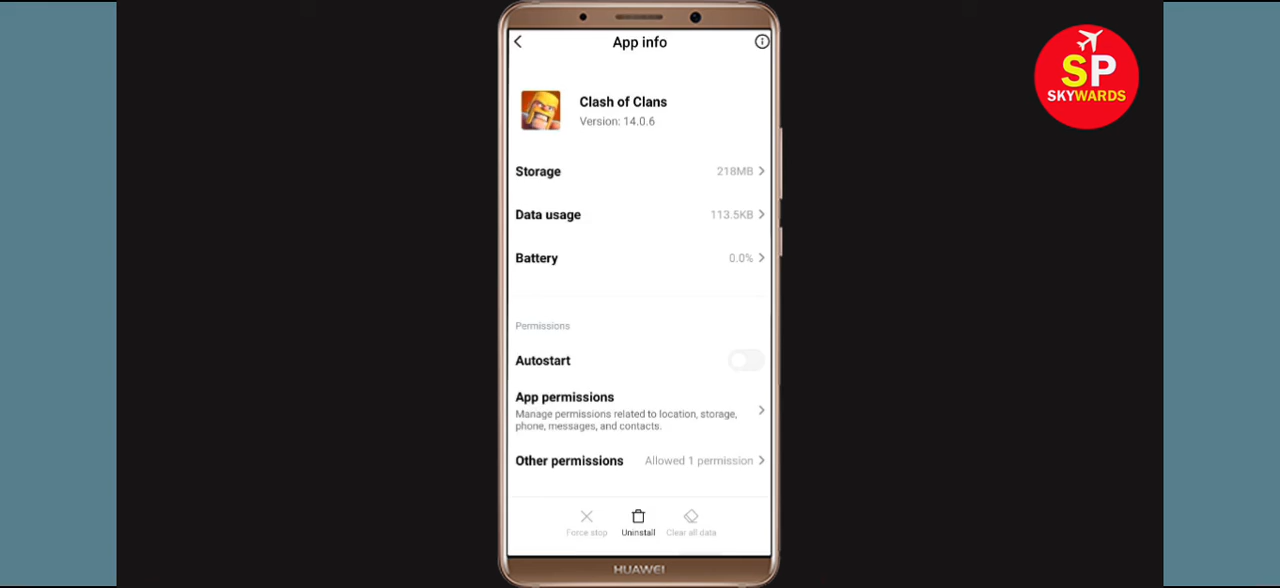 App info
SP
SKYWARDS
Clash of Clans
Version: 14.0.6
Storage 218MB
Data usage 113.5KB
Battery 0.0%
Permissions
Autostart
App permissions
Manage permissions related to location, storage,
phone, messages, and contacts.
Other permissions Allowed 1 permission
Force stop Uninstall Clear all data
HUAWEI